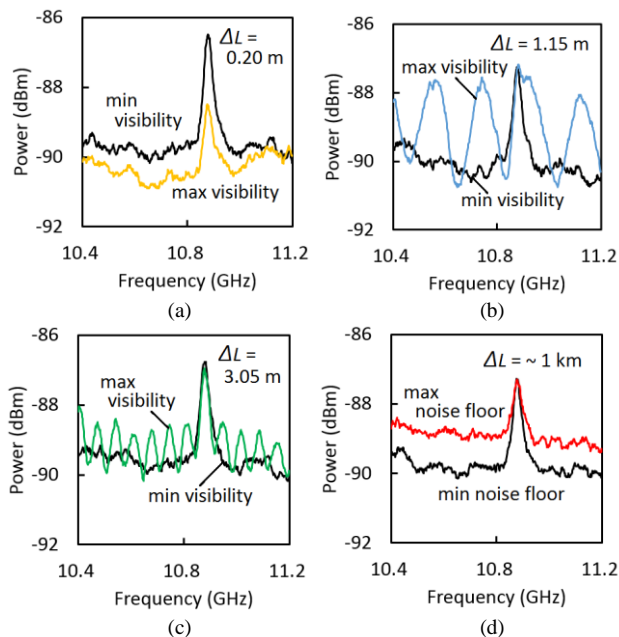 -86
-88
-90
-92
Power (dBm)
ΔL =
0.20 m
min
visibility
max visibility
10.4
10.8
11.2
Frequency (GHz)
(a)
-86
-88
-90
-92
Power (dBm)
ΔL = 1.15 m
max visibility
min visibility
10.4
10.8
11.2
Frequency (GHz)
(b)
-86
-88
-90
-92
Power (dBm)
ΔL =
3.05 m
max
visibility
min visibility
10.4
10.8
11.2
Frequency (GHz)
(c)
-86
-88
-90
-92
Power (dBm)
ΔL = ~ 1 km
max
noise floor
min noise floor
10.4
10.8
11.2
Frequency (GHz)
(d)